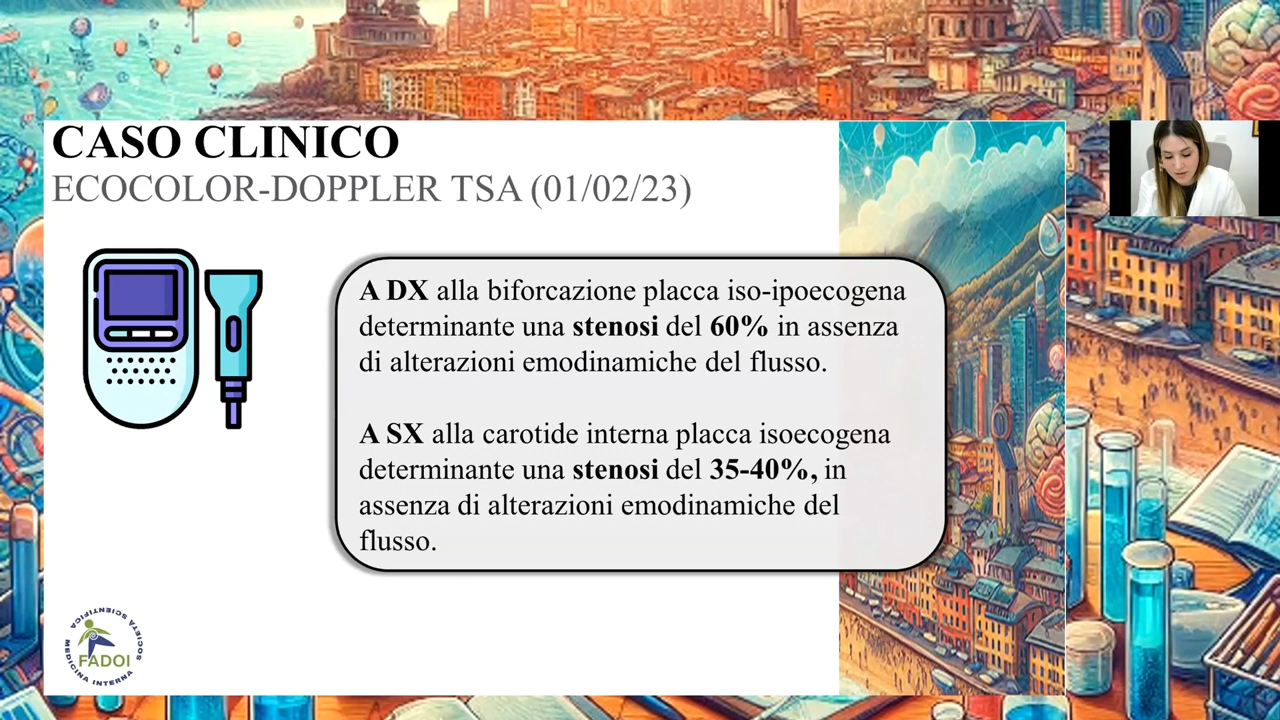 CASO CLINICO
ECOCOLOR-DOPPLER TSA (01/02/23)
A DX alla biforcazione placca iso-ipoecogena
determinante una stenosi del 60% in assenza
di alterazioni emodinamiche del flusso.
A SX alla carotide interna placca isoecogena
determinante una stenosi del 35-40%, in
assenza di alterazioni emodinamiche del
flusso.
SOCIETÀ SCIENTIFICA
FADOI
MEDICINA INTERNA